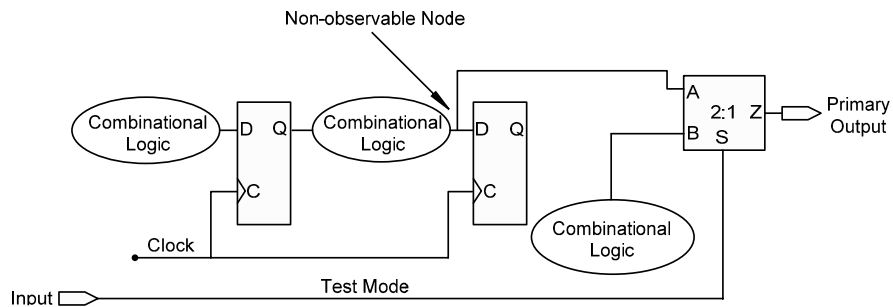 Non-observable Node
Combinational
Logic
D Q
C
Combinational
Logic
D Q
C
A
B
2:1
S
Z
Primary
Output
Combinational
Logic
Clock
Test Mode
Input